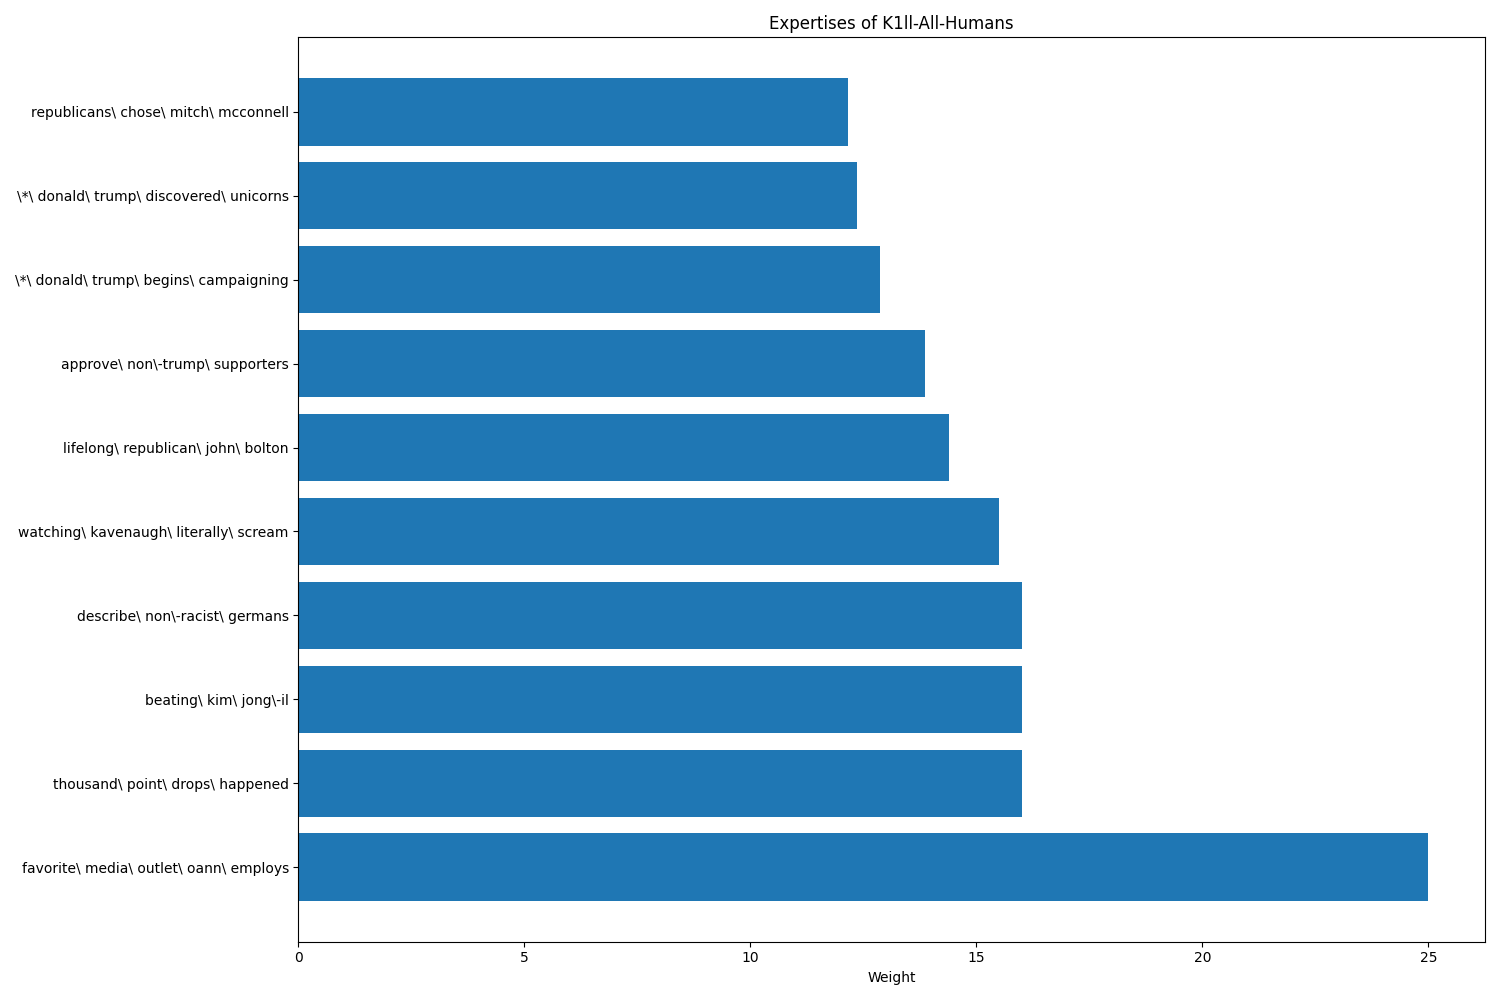 Expertises of K1ll-All-Humans
republicans\ chose\ mitch\ mcconnell
\*\ donald\ trump\ discovered\ unicorns
\*\ donald\ trump\ begins\ campaigning
approve\ non\-trump\ supporters
lifelong\ republican\ john\ bolton
watching\ kavenaugh\ literally\ scream
describe\ non\-racist\ germans
beating\ kim\ jong\-il
thousand\ point\ drops\ happened
favorite\ media\ outlet\ oann\ employs
0 5 10 15 20 25
Weight